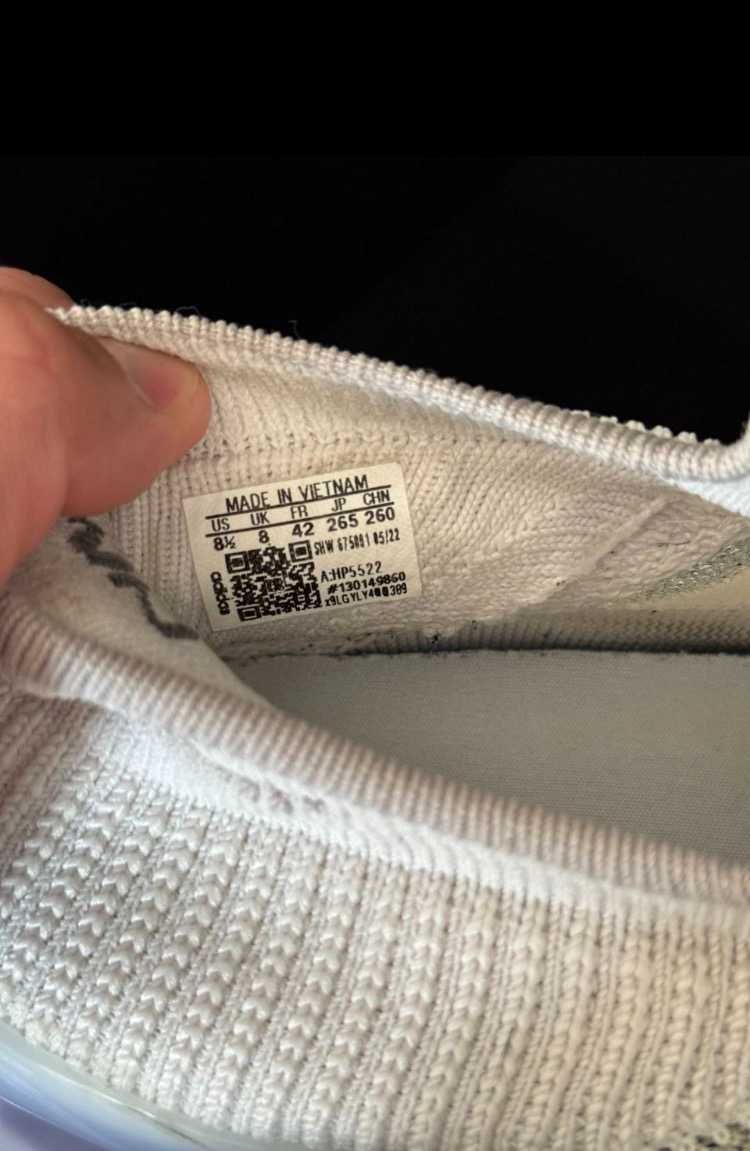 MADE IN VIETNAM
US UK FR JP CHN
8½ 8 42 265 260
SHW 675001 05/22
adidas
A:HP5522
#130149860